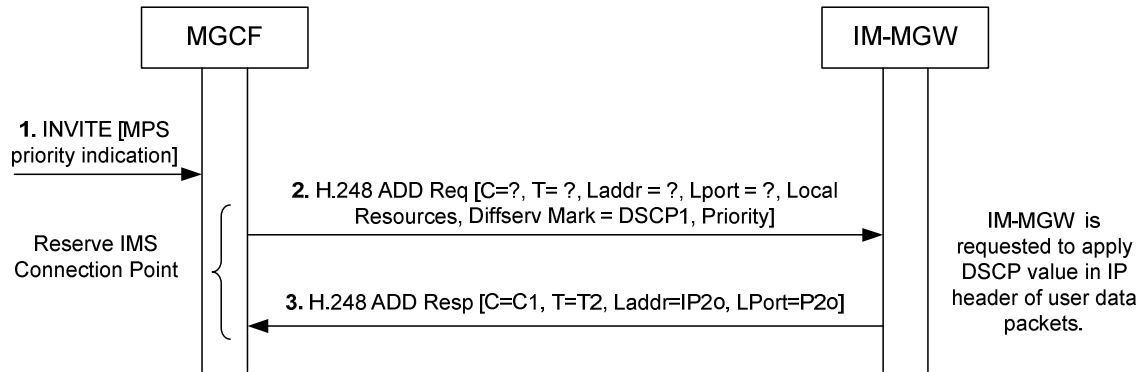 MGCF
IM-MGW
1. INVITE [MPS
priority indication]
2. H.248 ADD Req [C=?, T= ?, Laddr = ?, Lport = ?, Local
Resources, Diffserv Mark = DSCP1, Priority]
Reserve IMS
Connection Point
IM-MGW is
requested to apply
DSCP value in IP
header of user data
packets.
3. H.248 ADD Resp [C=C1, T=T2, Laddr=IP2o, LPort=P2o]